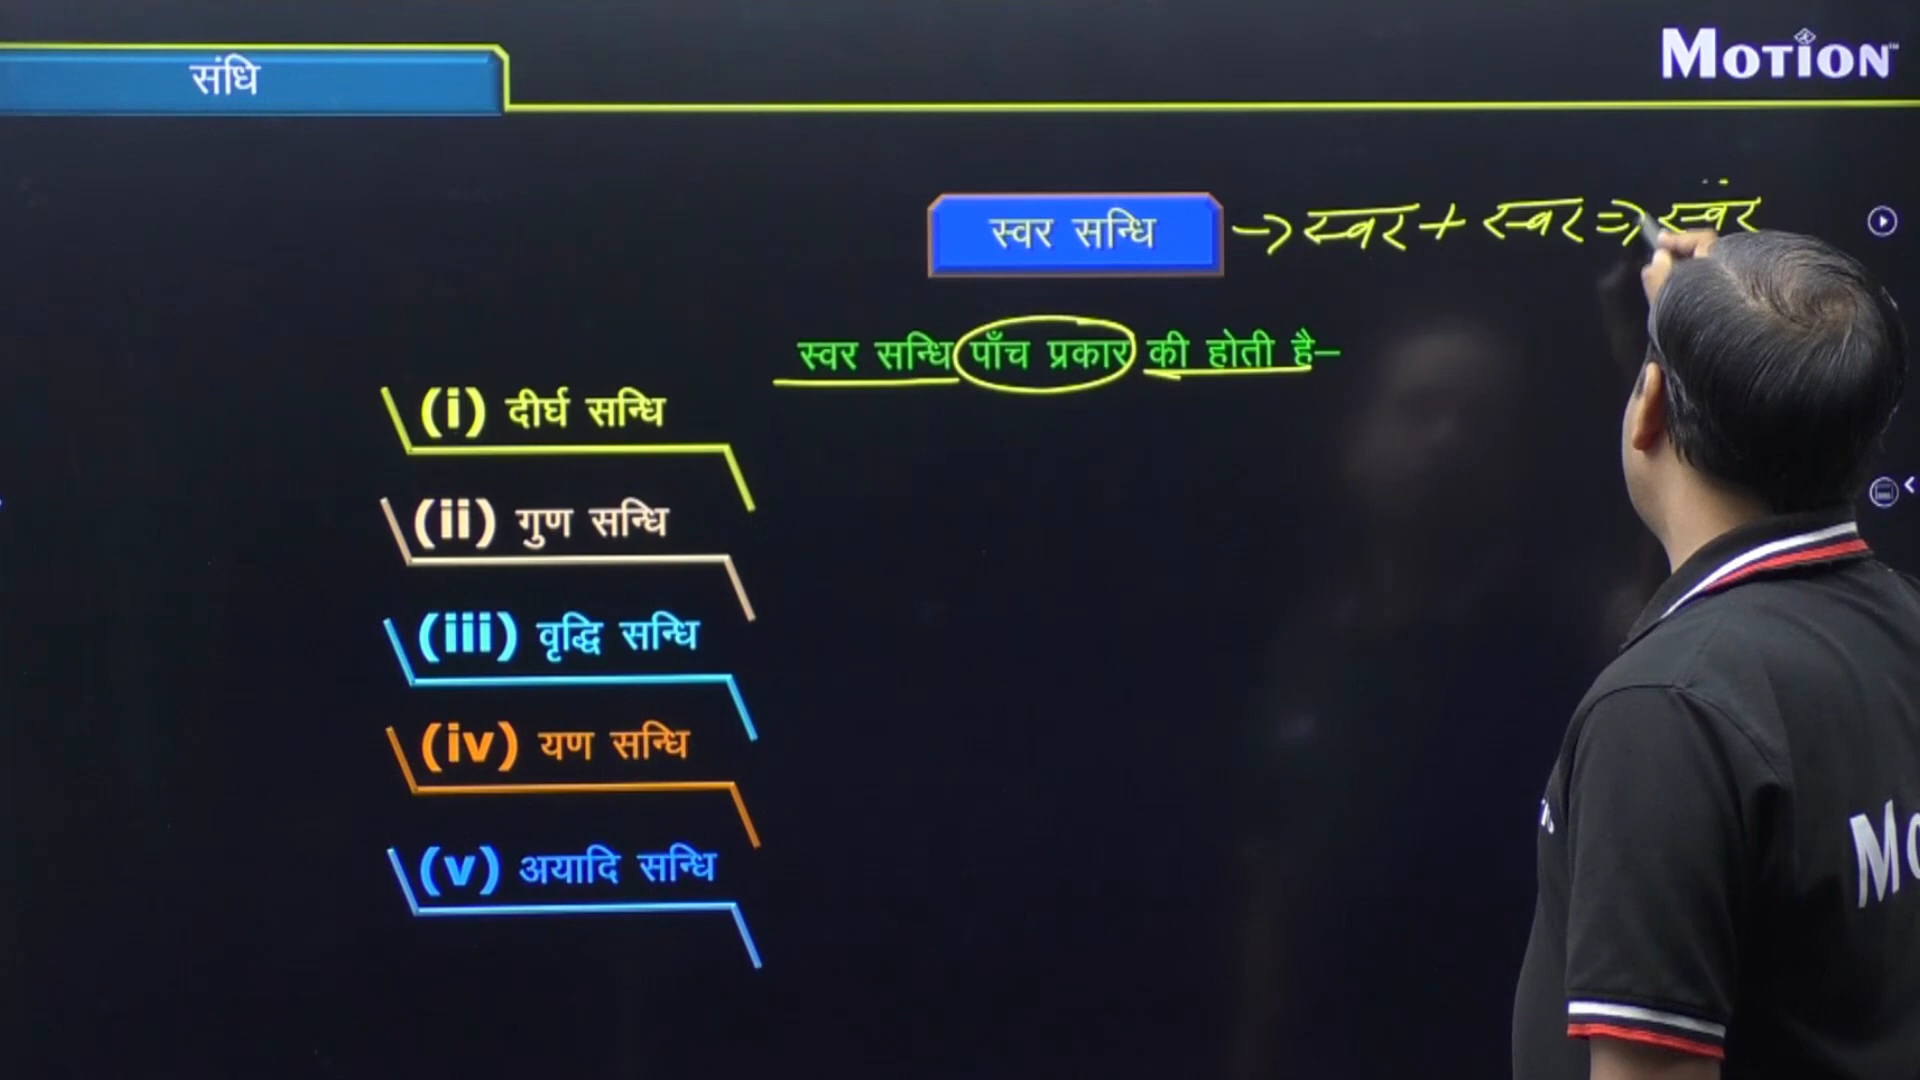 संधि
MOTION
स्वर सन्धि → स्वर + स्वर ⇒ स्वर
स्वर सन्धि पाँच प्रकार की होती है–
(i) दीर्घ सन्धि
(ii) गुण सन्धि
(iii) वृद्धि सन्धि
(iv) यण सन्धि
(v) अयादि सन्धि